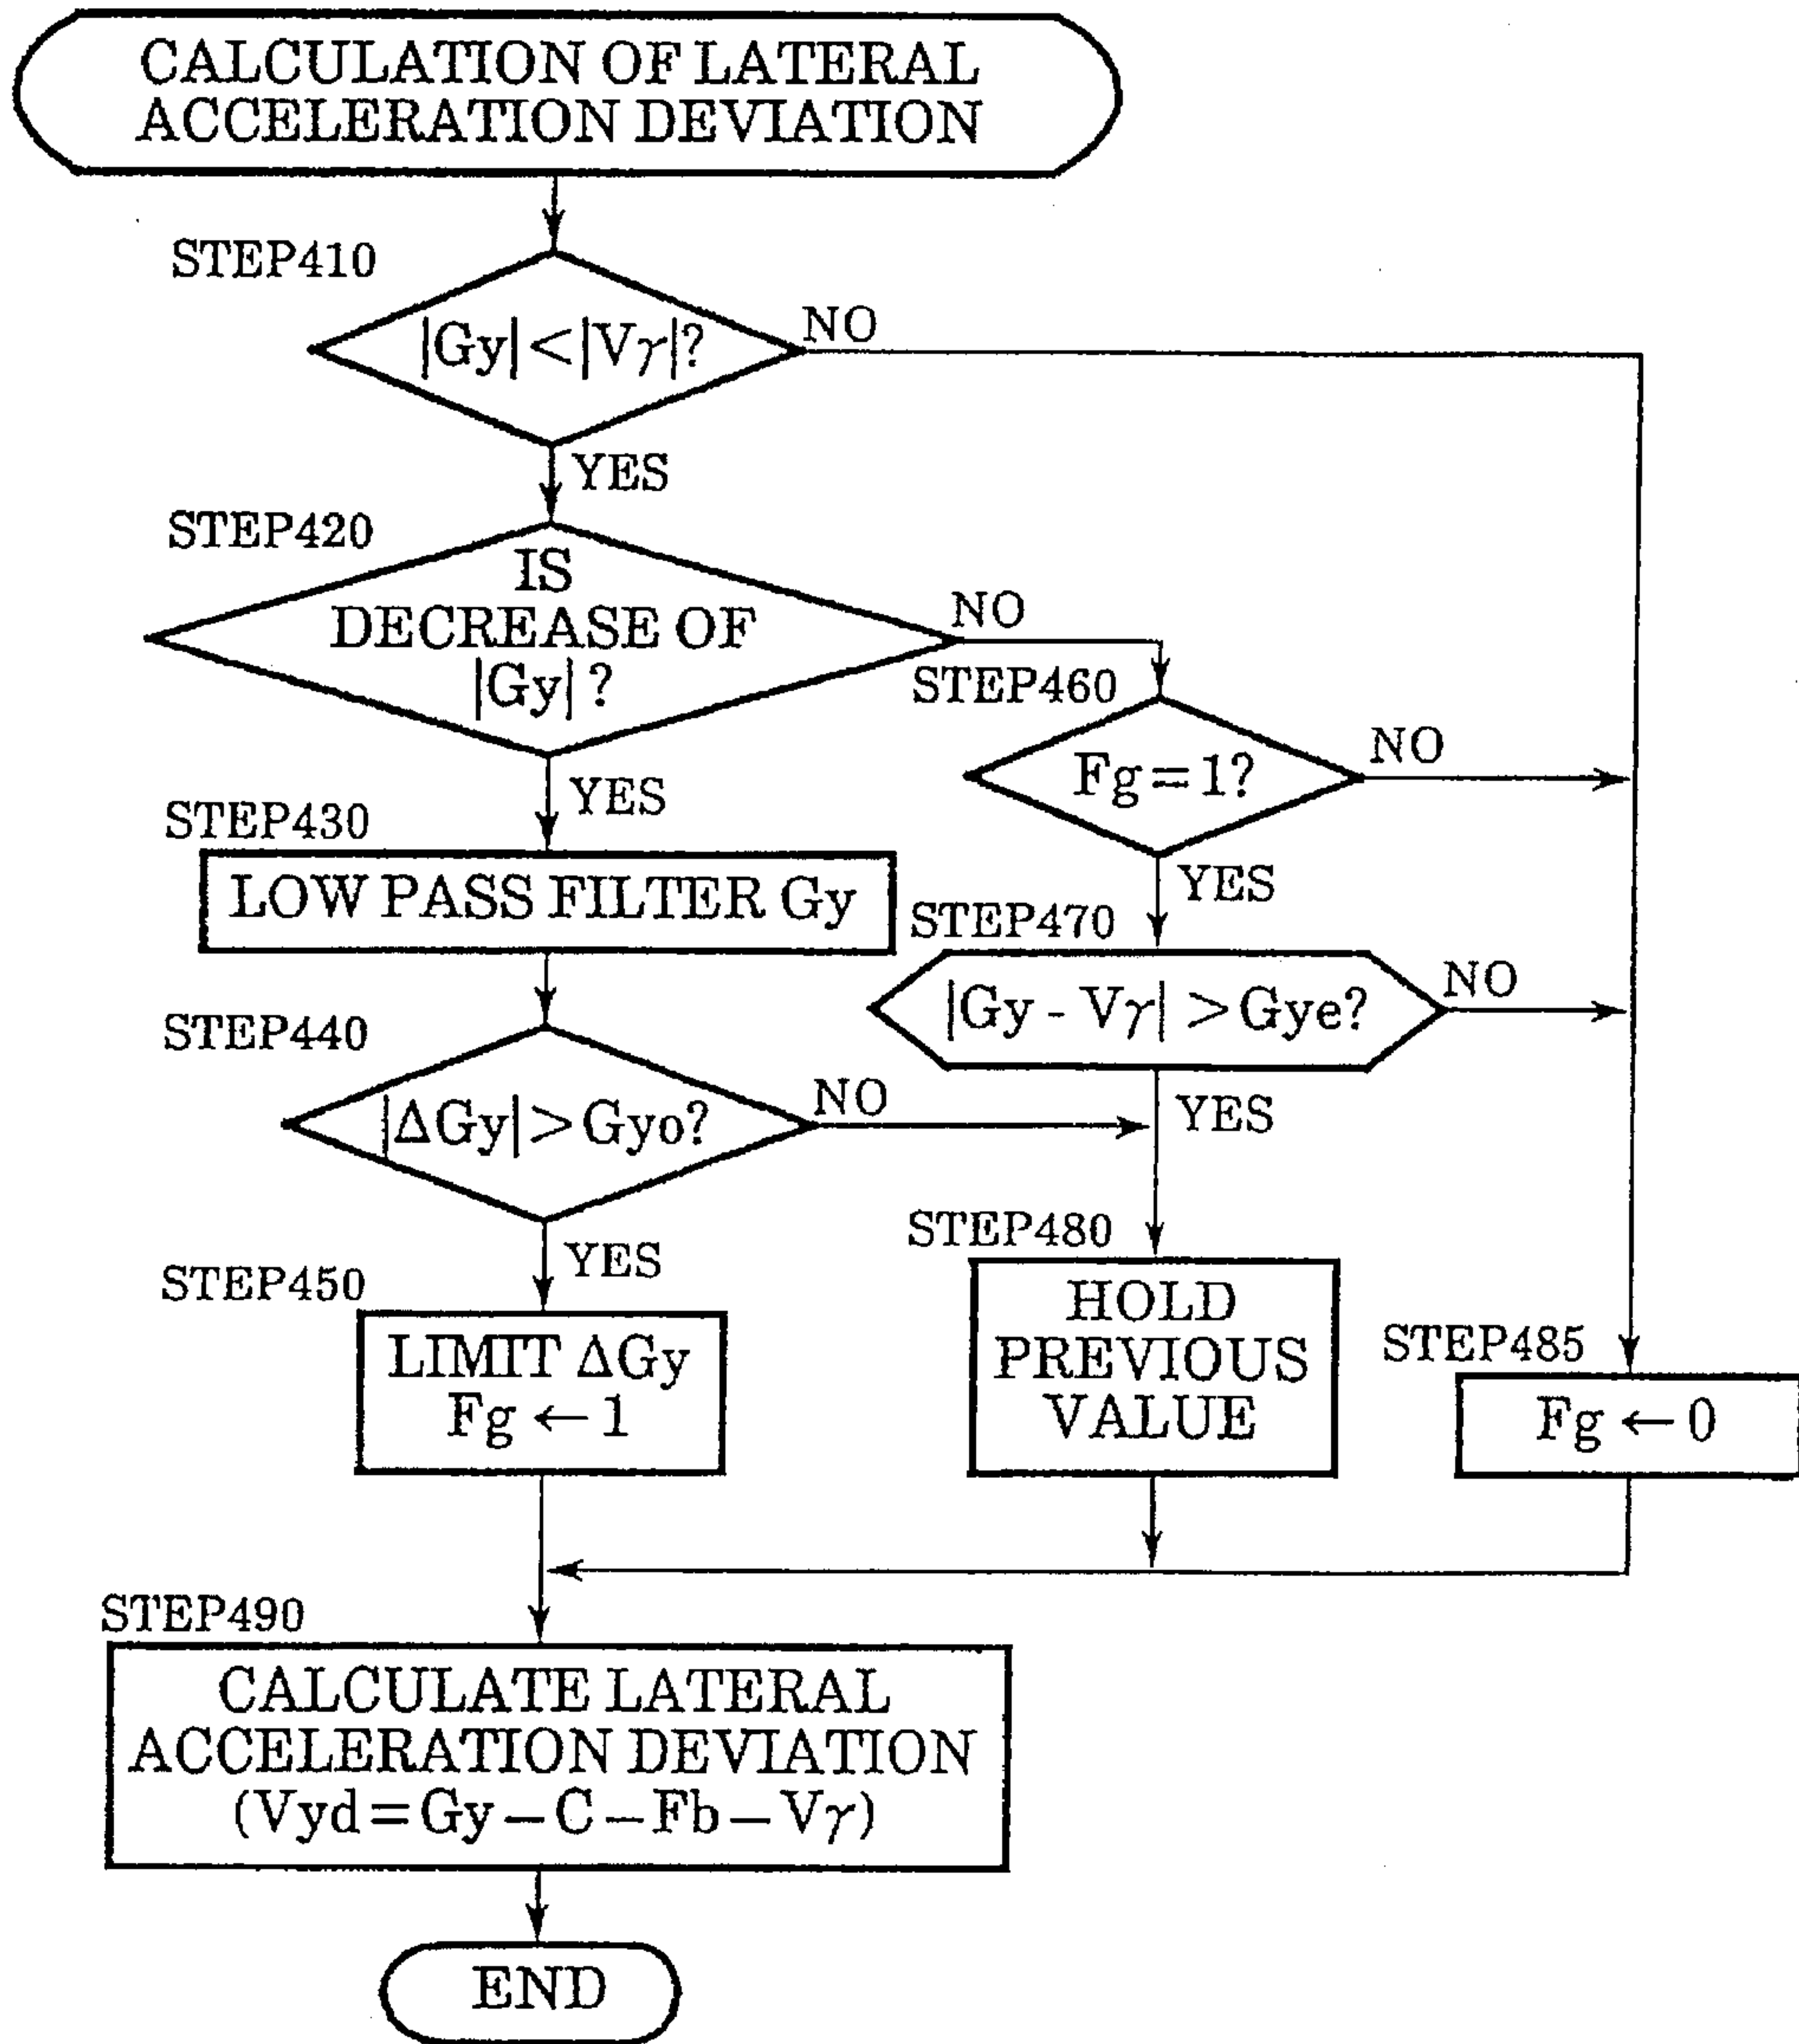 CALCULATION OF LATERAL
ACCELERATION DEVIATION
STEP410
|Gy|<|Vγ|?
NO
YES
STEP420
IS
DECREASE OF
|Gy|?
NO
YES
STEP460
Fg=1?
NO
YES
STEP430
LOW PASS FILTER Gy
STEP470
|Gy - Vγ| >Gye?
NO
YES
STEP440
|ΔGy|>Gyo?
NO
YES
STEP480
HOLD
PREVIOUS
VALUE
STEP450
LIMIT ΔGy
Fg ← 1
STEP485
Fg ← 0
STEP490
CALCULATE LATERAL
ACCELERATION DEVIATION
(Vyd=Gy−C−Fb−Vγ)
END